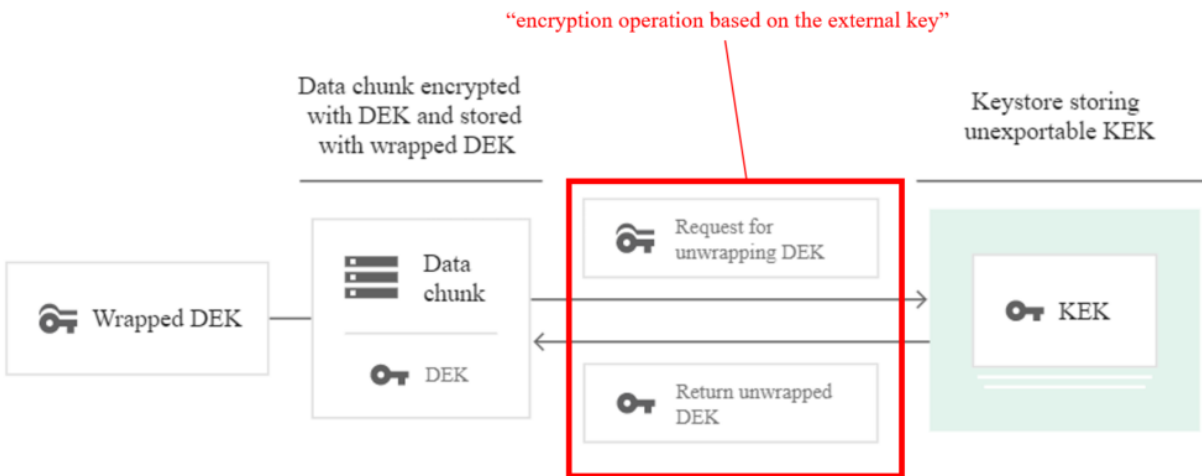 “encryption operation based on the external key”
Data chunk encrypted
with DEK and stored
with wrapped DEK
Keystore storing
unexportable KEK
Wrapped DEK
Data
chunk
DEK
Request for
unwrapping DEK
Return unwrapped
DEK
KEK